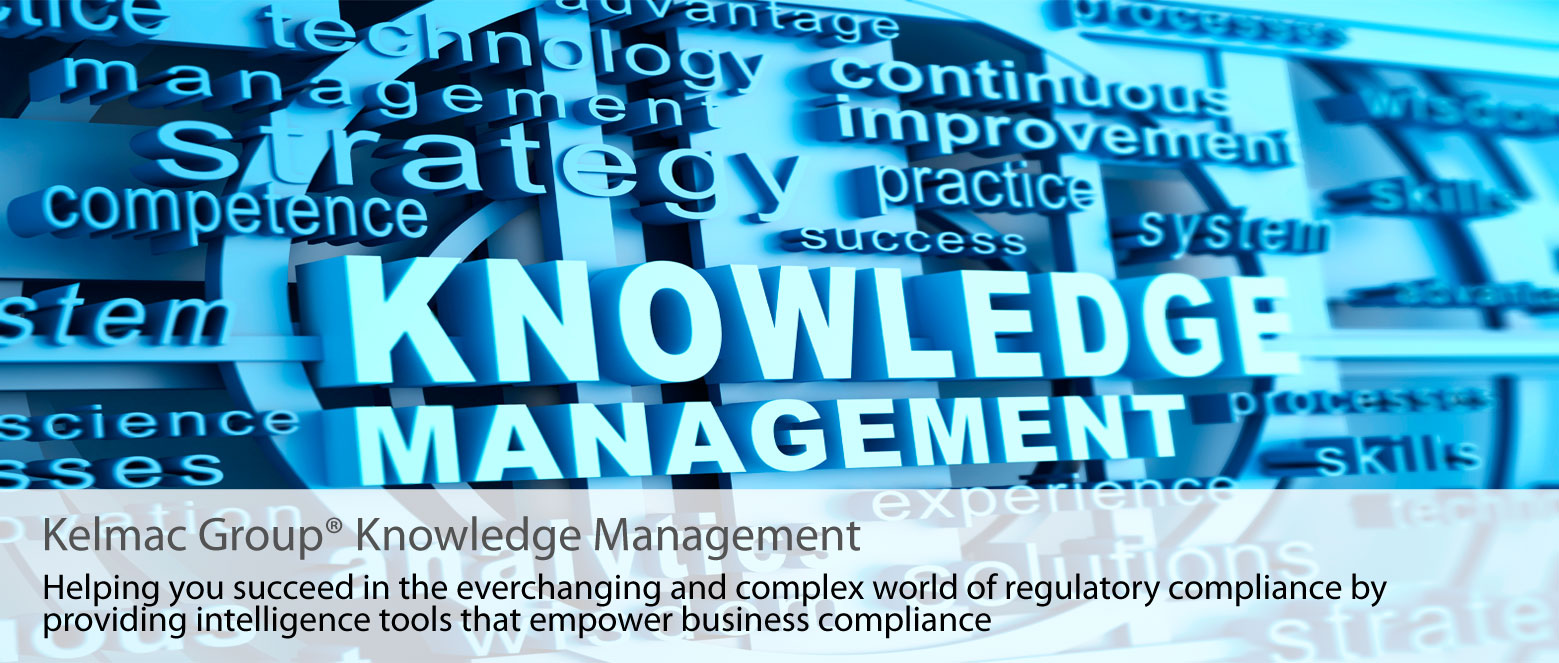 advantage
processes
technology
management
continuous
improvement
strategy
competence
practice
success
system
skills
stem
KNOWLEDGE
MANAGEMENT
science
sses
processes
skills
experience
analytics
solutions
Kelmac Group® Knowledge Management
Helping you succeed in the everchanging and complex world of regulatory compliance by
providing intelligence tools that empower business compliance